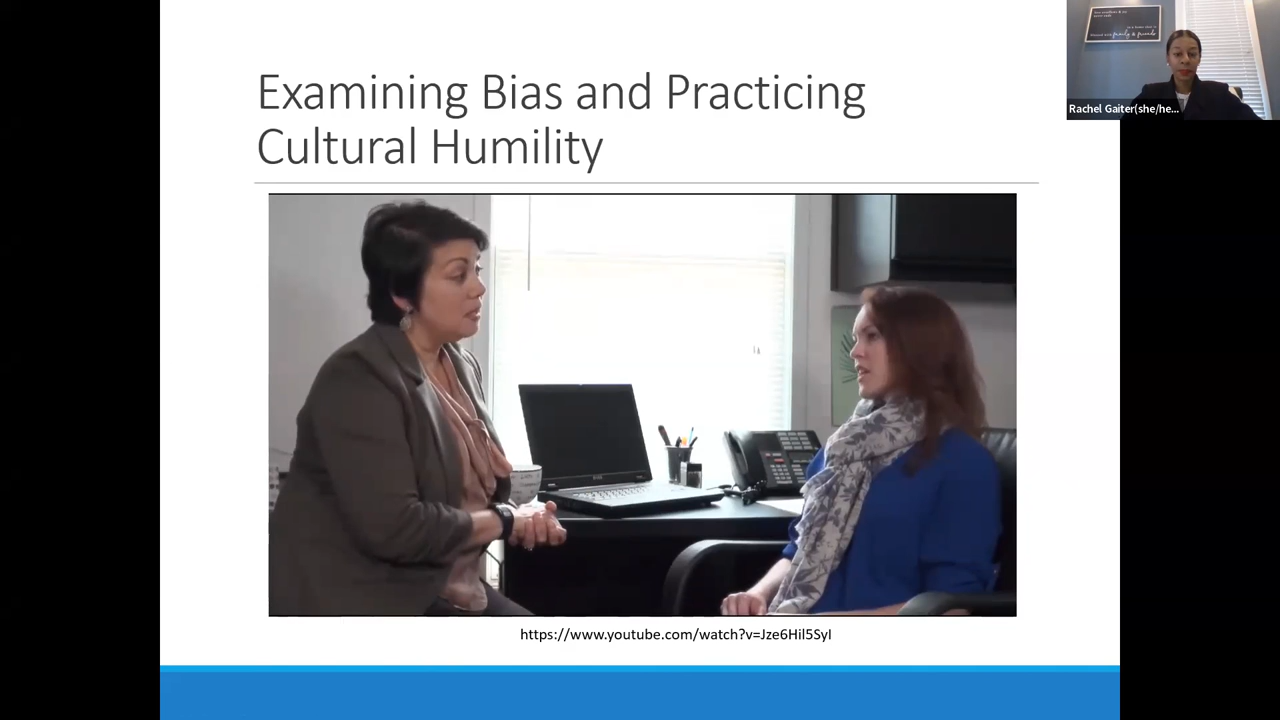 Examining Bias and Practicing
Cultural Humility
Rachel Gaiter(she/he...
https://www.youtube.com/watch?v=Jze6Hil5SyI